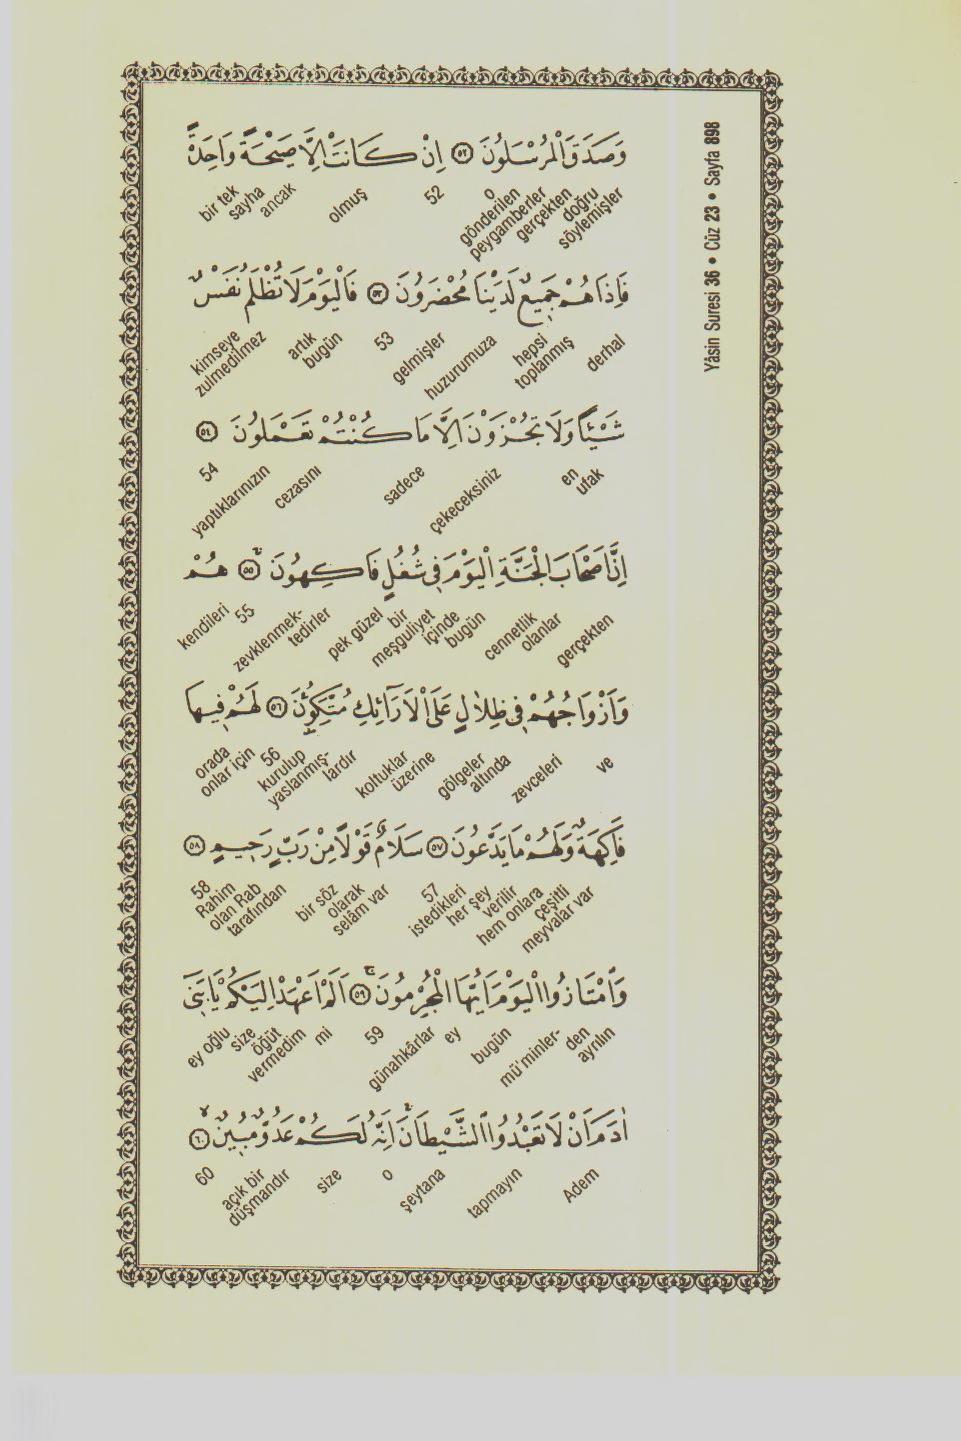 Yâsin Suresi 36 • Cüz 23 • Sayfa 898
وَصَدَقَ الْمُرْسَلُونَ ﴿٥٢﴾ اِنْ كَانَتْ اِلَّا صَيْحَةً وَاحِدَةً
o gönderilen peygamberler gerçekten doğru söylemişler 52 olmuş ancak sayha bir tek
فَاِذَا هُمْ جَمِيعٌ لَدَيْنَا مُحْضَرُونَ ﴿٥٣﴾ فَالْيَوْمَ لَا تُظْلَمُ نَفْسٌ
derhal hepsi toplanmış huzurumuza gelmişler 53 artık bugün kimseye zulmedilmez
شَيْـًٔا وَلَا تُجْزَوْنَ اِلَّا مَا كُنْتُمْ تَعْمَلُونَ ﴿٥٤﴾
en ufak çekeceksiniz sadece cezasını yaptıklarınızın 54
اِنَّ اَصْحَابَ الْجَنَّةِ الْيَوْمَ فِى شُغُلٍ فَاكِهُونَ ﴿٥٥﴾ هُمْ
gerçekten cennetlik olanlar bugün içinde meşguliyet bir pek güzel zevklenmek-tedirler 55 kendileri
وَاَزْوَاجُهُمْ فِى ظِلَالٍ عَلَى الْاَرَآئِكِ مُتَّكِؤُنَ ﴿٥٦﴾ لَهُمْ فِيهَا
ve zevceleri gölgeler altında koltuklar üzerine kurulup yaslanmış-lardır 56 orada onlar için
فَاكِهَةٌ وَلَهُمْ مَا يَدَّعُونَ ﴿٥٧﴾ سَلَامٌ قَوْلًا مِنْ رَبٍّ رَحِيمٍ ﴿٥٨﴾
çeşitli meyvalar var hem onlara verilir her şey istedikleri 57 bir söz olarak selâm var Rahim olan Rab tarafından 58
وَامْتَازُوا الْيَوْمَ اَيُّهَا الْمُجْرِمُونَ ﴿٥٩﴾ اَلَمْ اَعْهَدْ اِلَيْكُمْ يَا بَنِى
mü'minler-den ayrılın bugün ey günahkârlar 59 mi size öğüt vermedim ey oğlu
اٰدَمَ اَنْ لَا تَعْبُدُوا الشَّيْطَانَ اِنَّهُ لَكُمْ عَدُوٌّ مُبِينٌ ﴿٦٠﴾
Adem tapmayın şeytana o size açık bir düşmandır 60